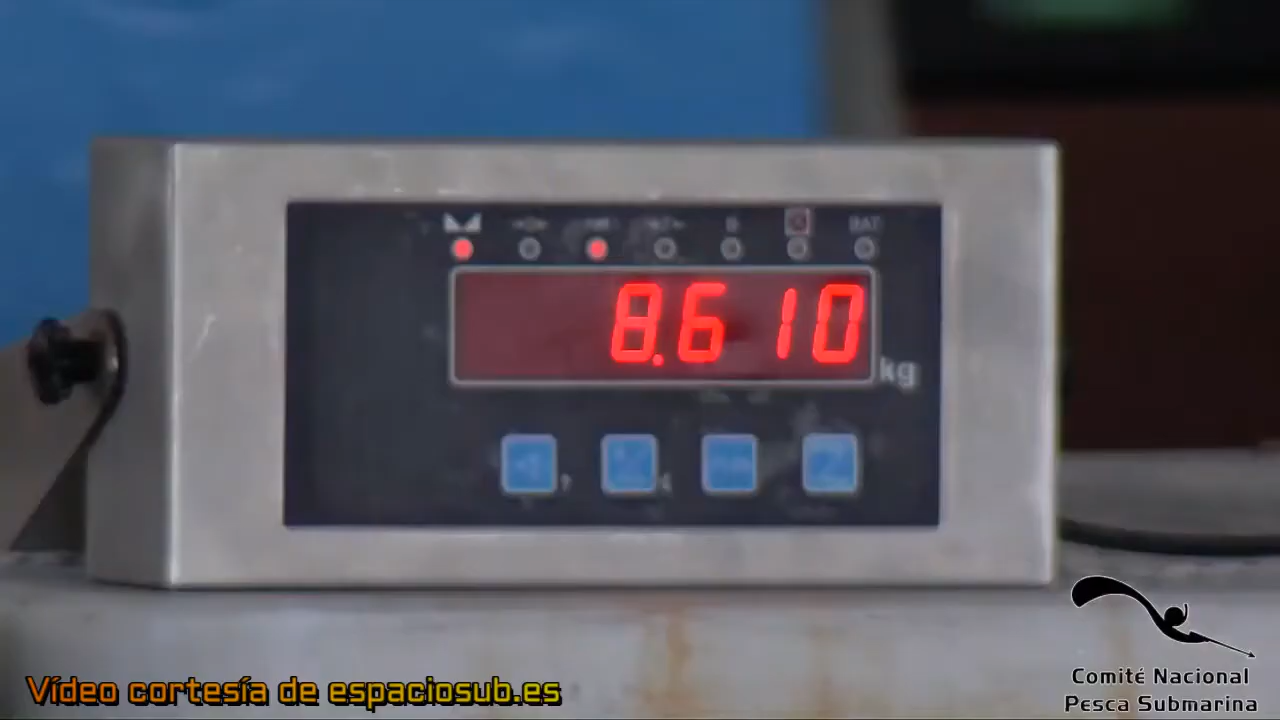 BAT
8.610
kg
Vídeo cortesía de espaciosub.es
Comité Nacional
Pesca Submarina